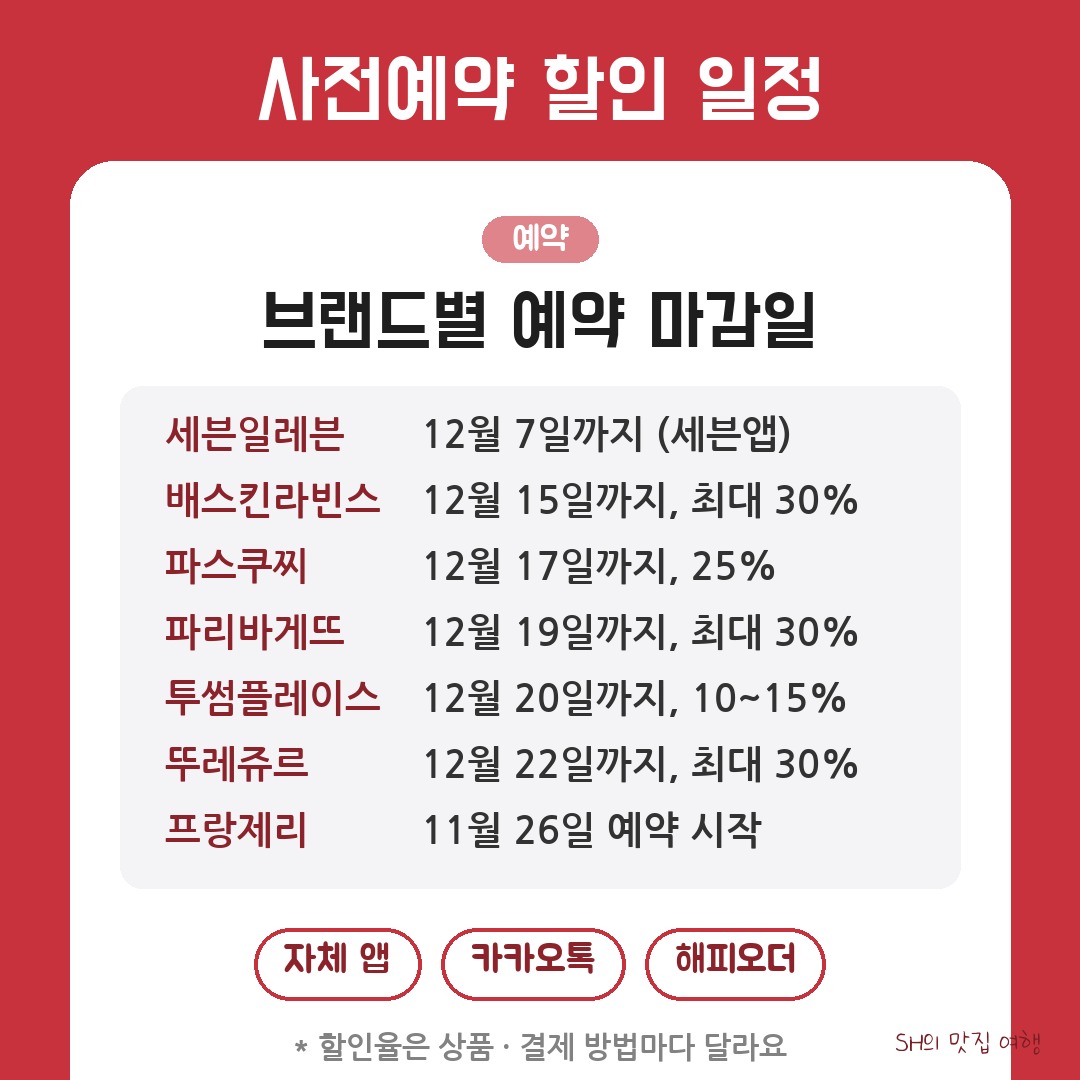 사전예약 할인 일정
예약
브랜드별 예약 마감일
세븐일레븐 12월 7일까지 (세븐앱)
배스킨라빈스 12월 15일까지, 최대 30%
파스쿠찌 12월 17일까지, 25%
파리바게뜨 12월 19일까지, 최대 30%
투썸플레이스 12월 20일까지, 10~15%
뚜레쥬르 12월 22일까지, 최대 30%
프랑제리 11월 26일 예약 시작
자체 앱 카카오톡 해피오더
* 할인율은 상품 · 결제 방법마다 달라요
SH의 맛집 여행